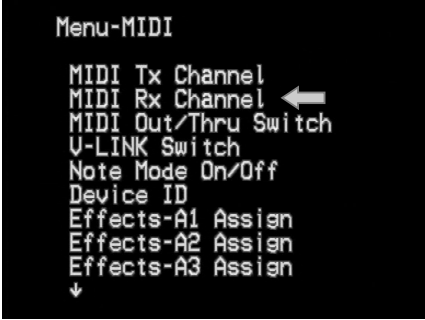 Menu-MIDI
MIDI Tx Channel
MIDI Rx Channel
MIDI Out/Thru Switch
V-LINK Switch
Note Mode On/Off
Device ID
Effects-A1 Assign
Effects-A2 Assign
Effects-A3 Assign